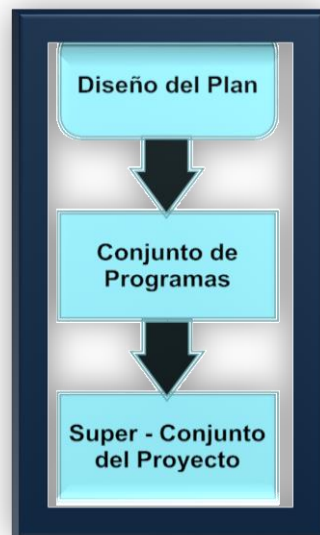 Diseño del Plan
Conjunto de
Programas
Super - Conjunto
del Proyecto